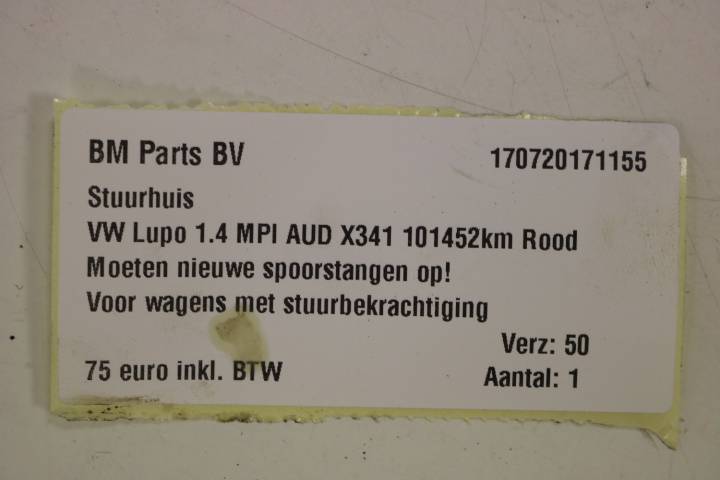 BM Parts BV 170720171155
Stuurhuis
VW Lupo 1.4 MPI AUD X341 101452km Rood
Moeten nieuwe spoorstangen op!
Voor wagens met stuurbekrachtiging
Verz: 50
75 euro inkl. BTW Aantal: 1